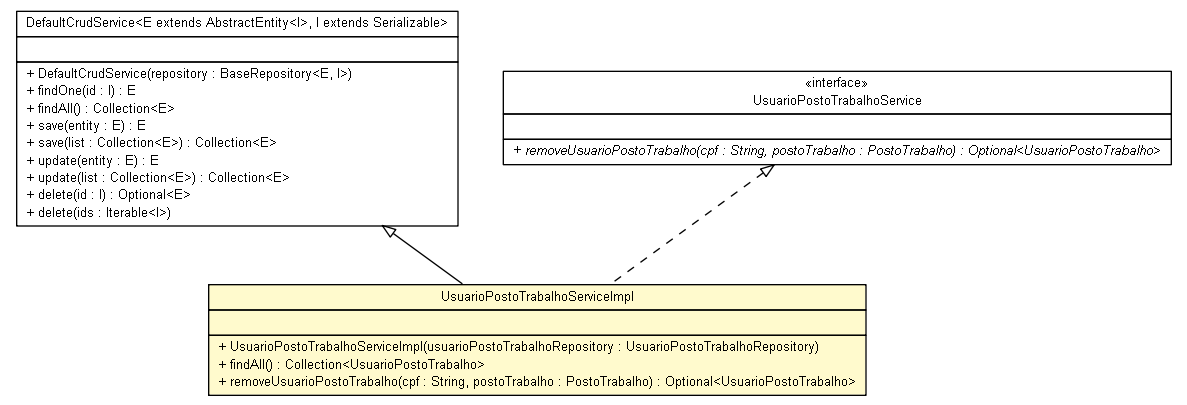 DefaultCrudService<E extends AbstractEntity<I>, I extends Serializable>
+ DefaultCrudService(repository : BaseRepository<E, I>)
+ findOne(id : I) : E
+ findAll() : Collection<E>
+ save(entity : E) : E
+ save(list : Collection<E>) : Collection<E>
+ update(entity : E) : E
+ update(list : Collection<E>) : Collection<E>
+ delete(id : I) : Optional<E>
+ delete(ids : Iterable<I>)
«interface»
UsuarioPostoTrabalhoService
+ removeUsuarioPostoTrabalho(cpf : String, postoTrabalho : PostoTrabalho) : Optional<UsuarioPostoTrabalho>
UsuarioPostoTrabalhoServiceImpl
+ UsuarioPostoTrabalhoServiceImpl(usuarioPostoTrabalhoRepository : UsuarioPostoTrabalhoRepository)
+ findAll() : Collection<UsuarioPostoTrabalho>
+ removeUsuarioPostoTrabalho(cpf : String, postoTrabalho : PostoTrabalho) : Optional<UsuarioPostoTrabalho>